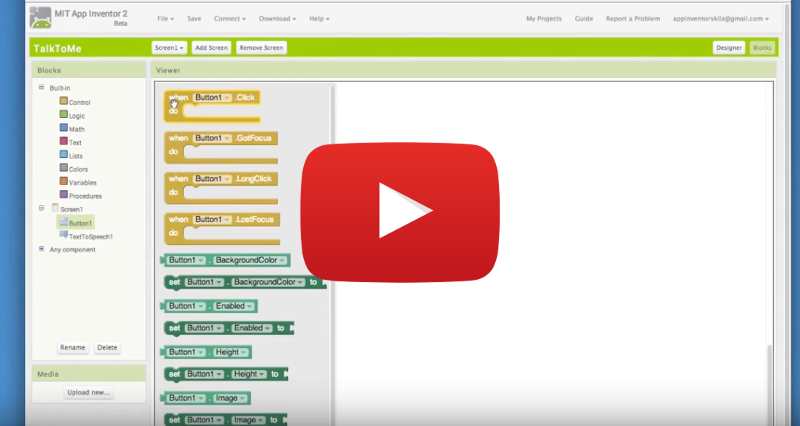 MIT App Inventor 2
Beta
File Save Connect Download Help
My Projects Guide Report a Problem appinventorskilz@gmail.com
TalkToMe
Screen1 Add Screen Remove Screen
Designer Blocks
Blocks
Built-in
Control
Logic
Math
Text
Lists
Colors
Variables
Procedures
Screen1
Button1
TextToSpeech1
Any component
Rename Delete
Media
Upload new...
Viewer
when Button1 .Click
do
when Button1 .GotFocus
do
when Button1 .LongClick
do
when Button1 .LostFocus
do
Button1 . BackgroundColor
set Button1 . BackgroundColor to
Button1 . Enabled
set Button1 . Enabled to
Button1 . Height
set Button1 . Height to
Button1 . Image
set Button1 . Image to